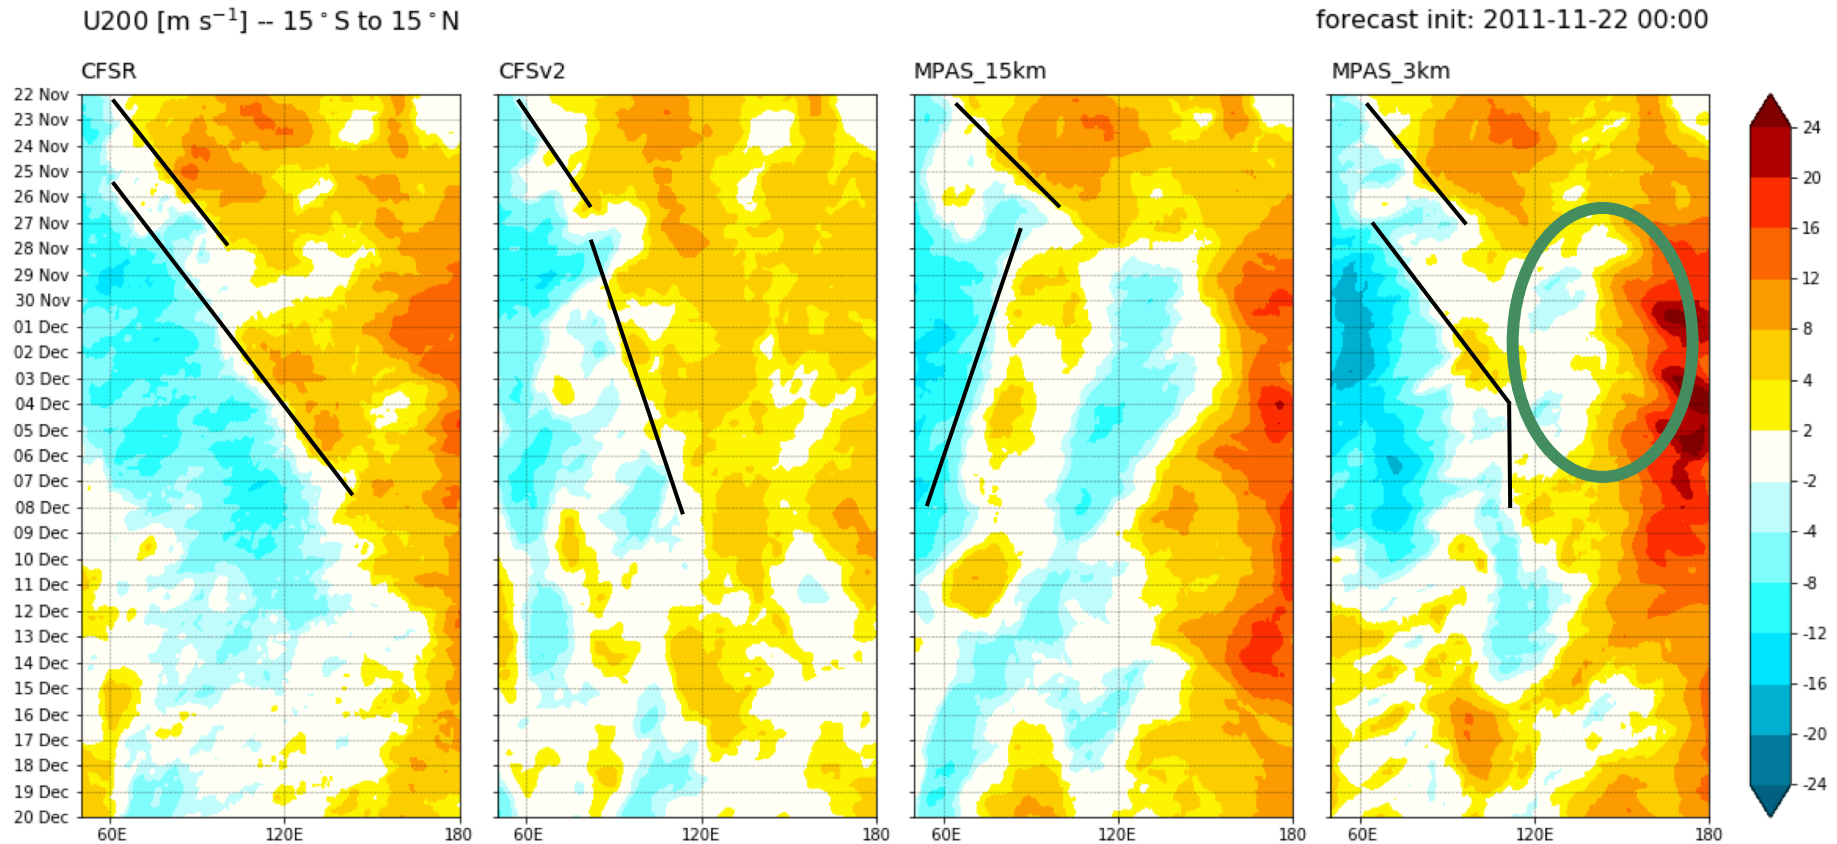 U200 [m s⁻¹] -- 15°S to 15°N
forecast init: 2011-11-22 00:00
CFSR
CFSv2
MPAS_15km
MPAS_3km
22 Nov
23 Nov
24 Nov
25 Nov
26 Nov
27 Nov
28 Nov
29 Nov
30 Nov
01 Dec
02 Dec
03 Dec
04 Dec
05 Dec
06 Dec
07 Dec
08 Dec
09 Dec
10 Dec
11 Dec
12 Dec
13 Dec
14 Dec
15 Dec
16 Dec
17 Dec
18 Dec
19 Dec
20 Dec
60E 120E 180
60E 120E 180
60E 120E 180
60E 120E 180
24
20
16
12
8
4
2
-2
-4
-8
-12
-16
-20
-24